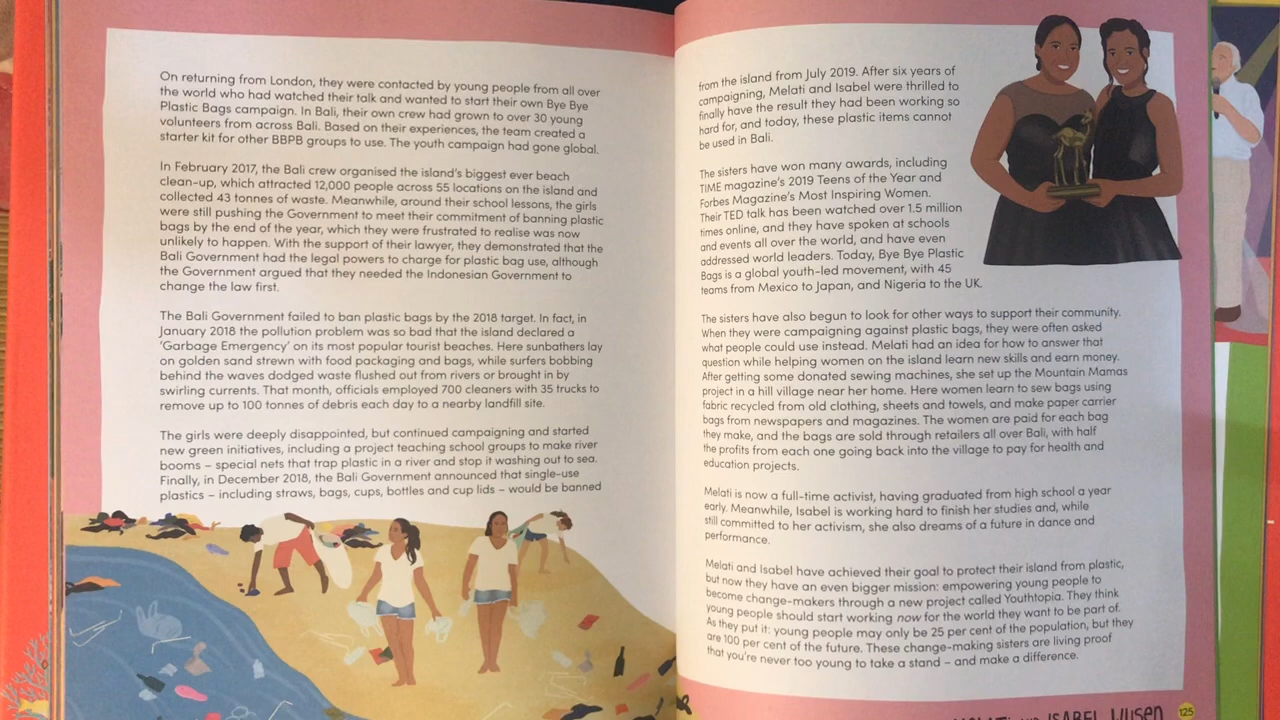 On returning from London, they were contacted by young people from all over
the world who had watched their talk and wanted to start their own Bye Bye
Plastic Bags campaign. In Bali, their own crew had grown to over 30 young
volunteers from across Bali. Based on their experiences, the team created a
starter kit for other BBPB groups to use. The youth campaign had gone global.
In February 2017, the Bali crew organised the island's biggest ever beach
clean-up, which attracted 12,000 people across 55 locations on the island and
collected 43 tonnes of waste. Meanwhile, around their school lessons, the girls
were still pushing the Government to meet their commitment of banning plastic
bags by the end of the year, which they were frustrated to realise was now
unlikely to happen. With the support of their lawyer, they demonstrated that the
Bali Government had the legal powers to charge for plastic bag use, although
the Government argued that they needed the Indonesian Government to
change the law first.
The Bali Government failed to ban plastic bags by the 2018 target. In fact, in
January 2018 the pollution problem was so bad that the island declared a
'Garbage Emergency' on its most popular tourist beaches. Here sunbathers lay
on golden sand strewn with food packaging and bags, while surfers bobbing
behind the waves dodged waste flushed out from rivers or brought in by
swirling currents. That month, officials employed 700 cleaners with 35 trucks to
remove up to 100 tonnes of debris each day to a nearby landfill site.
The girls were deeply disappointed, but continued campaigning and started
new green initiatives, including a project teaching school groups to make river
booms – special nets that trap plastic in a river and stop it washing out to sea.
Finally, in December 2018, the Bali Government announced that single-use
plastics – including straws, bags, cups, bottles and cup lids – would be banned
from the island from July 2019. After six years of
campaigning, Melati and Isabel were thrilled to
finally have the result they had been working so
hard for, and today, these plastic items cannot
be used in Bali.
The sisters have won many awards, including
TIME magazine's 2019 Teens of the Year and
Forbes Magazine's Most Inspiring Women.
Their TED talk has been watched over 1.5 million
times online, and they have spoken at schools
and events all over the world, and have even
addressed world leaders. Today, Bye Bye Plastic
Bags is a global youth-led movement, with 45
teams from Mexico to Japan, and Nigeria to the UK.
The sisters have also begun to look for other ways to support their community.
When they were campaigning against plastic bags, they were often asked
what people could use instead. Melati had an idea for how to answer that
question while helping women on the island learn new skills and earn money.
After getting some donated sewing machines, she set up the Mountain Mamas
project in a hill village near her home. Here women learn to sew bags using
fabric recycled from old clothing, sheets and towels, and make paper carrier
bags from newspapers and magazines. The women are paid for each bag
they make, and the bags are sold through retailers all over Bali, with half
the profits from each one going back into the village to pay for health and
education projects.
Melati is now a full-time activist, having graduated from high school a year
early. Meanwhile, Isabel is working hard to finish her studies and, while
still committed to her activism, she also dreams of a future in dance and
performance.
Melati and Isabel have achieved their goal to protect their island from plastic,
but now they have an even bigger mission: empowering young people to
become change-makers through a new project called Youthtopia. They think
young people should start working now for the world they want to be part of.
As they put it: young people may only be 25 per cent of the population, but they
are 100 per cent of the future. These change-making sisters are living proof
that you're never too young to take a stand – and make a difference.
MELATI AND ISABEL WIJSEN 125